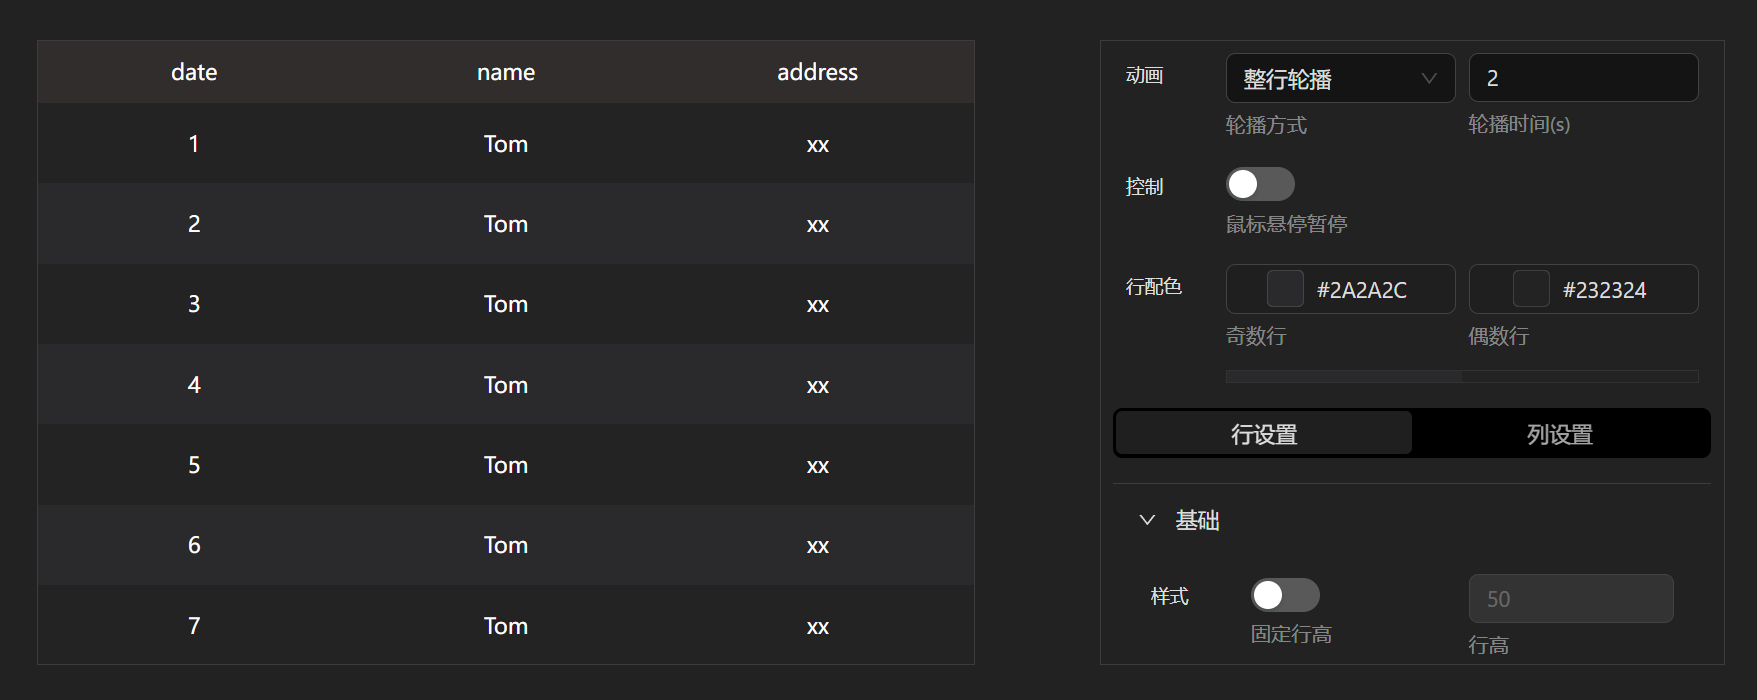 date name address
1 Tom xx
2 Tom xx
3 Tom xx
4 Tom xx
5 Tom xx
6 Tom xx
7 Tom xx
动画 整行轮播 2
轮播方式 轮播时间(s)
控制
鼠标悬停暂停
行配色 #2A2A2C #232324
奇数行 偶数行
行设置 列设置
基础
样式 50
固定行高 行高